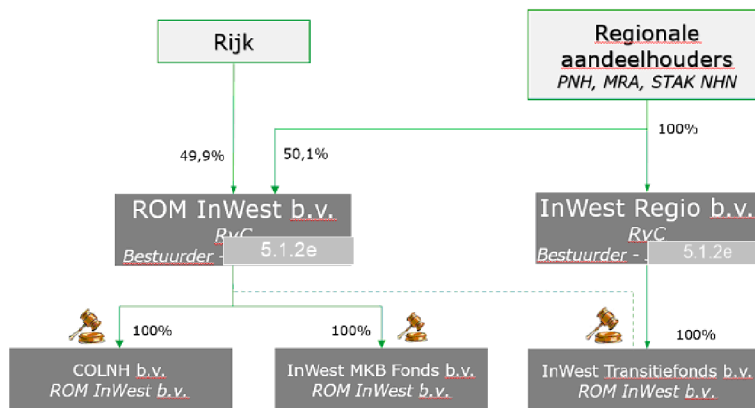 Rijk
Regionale
aandeelhouders
PNH, MRA, STAK NHN
49,9%
50,1%
100%
ROM InWest b.v.
RvC
Bestuurder -
5.1.2e
InWest Regio b.v.
RvC
Bestuurder - .
5.1.2e
100%
100%
100%
COLNH b.v.
ROM InWest b.v.
InWest MKB Fonds b.v.
ROM InWest b.v.
InWest Transitiefonds b.v.
ROM InWest b.v.